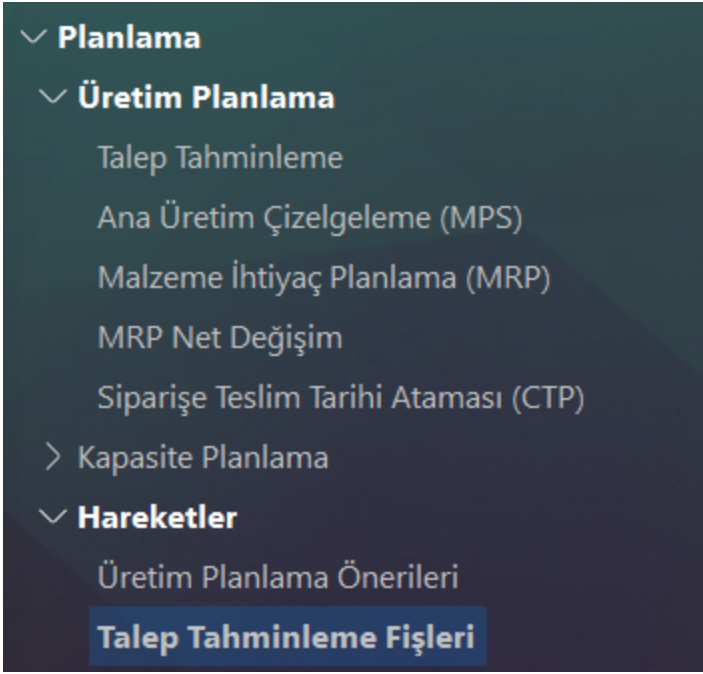 Planlama
Üretim Planlama
Talep Tahminleme
Ana Üretim Çizelgeleme (MPS)
Malzeme İhtiyaç Planlama (MRP)
MRP Net Değişim
Siparişe Teslim Tarihi Ataması (CTP)
Kapasite Planlama
Hareketler
Üretim Planlama Önerileri
Talep Tahminleme Fişleri